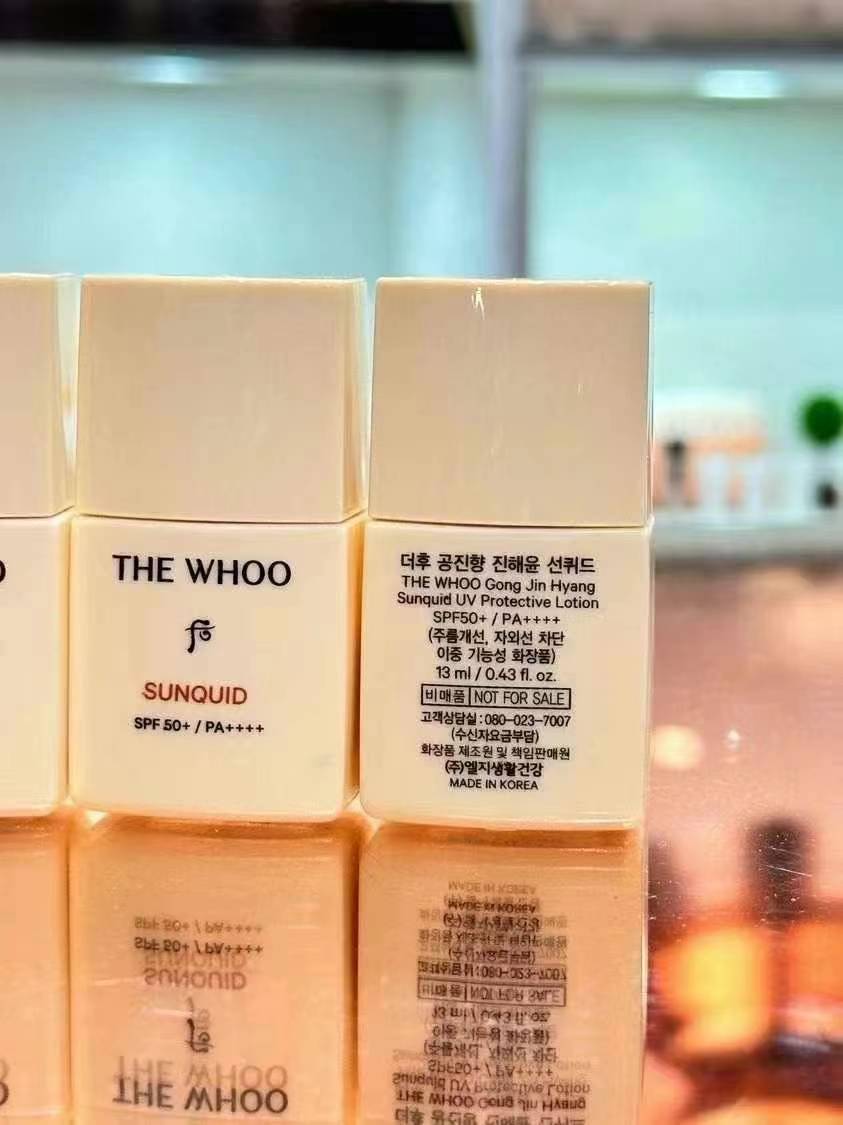 THE WHOO
SUNQUID
SPF 50+ / PA++++
더후 공진향 진해윤 선퀴드
THE WHOO Gong Jin Hyang
Sunquid UV Protective Lotion
SPF50+ / PA++++
(주름개선, 자외선 차단
이중 기능성 화장품)
13 ml / 0.43 fl. oz.
비매품 NOT FOR SALE
고객상담실 : 080-023-7007
(수신자요금부담)
화장품 제조원 및 책임판매원
(주)엘지생활건강
MADE IN KOREA